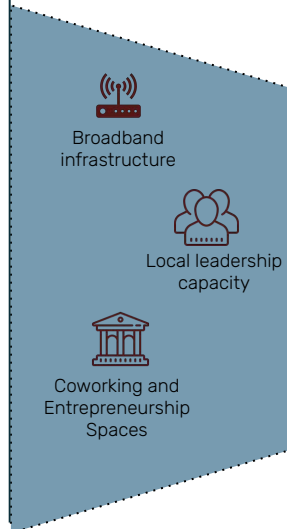 Broadband
infrastructure
Local leadership
capacity
Coworking and
Entrepreneurship
Spaces